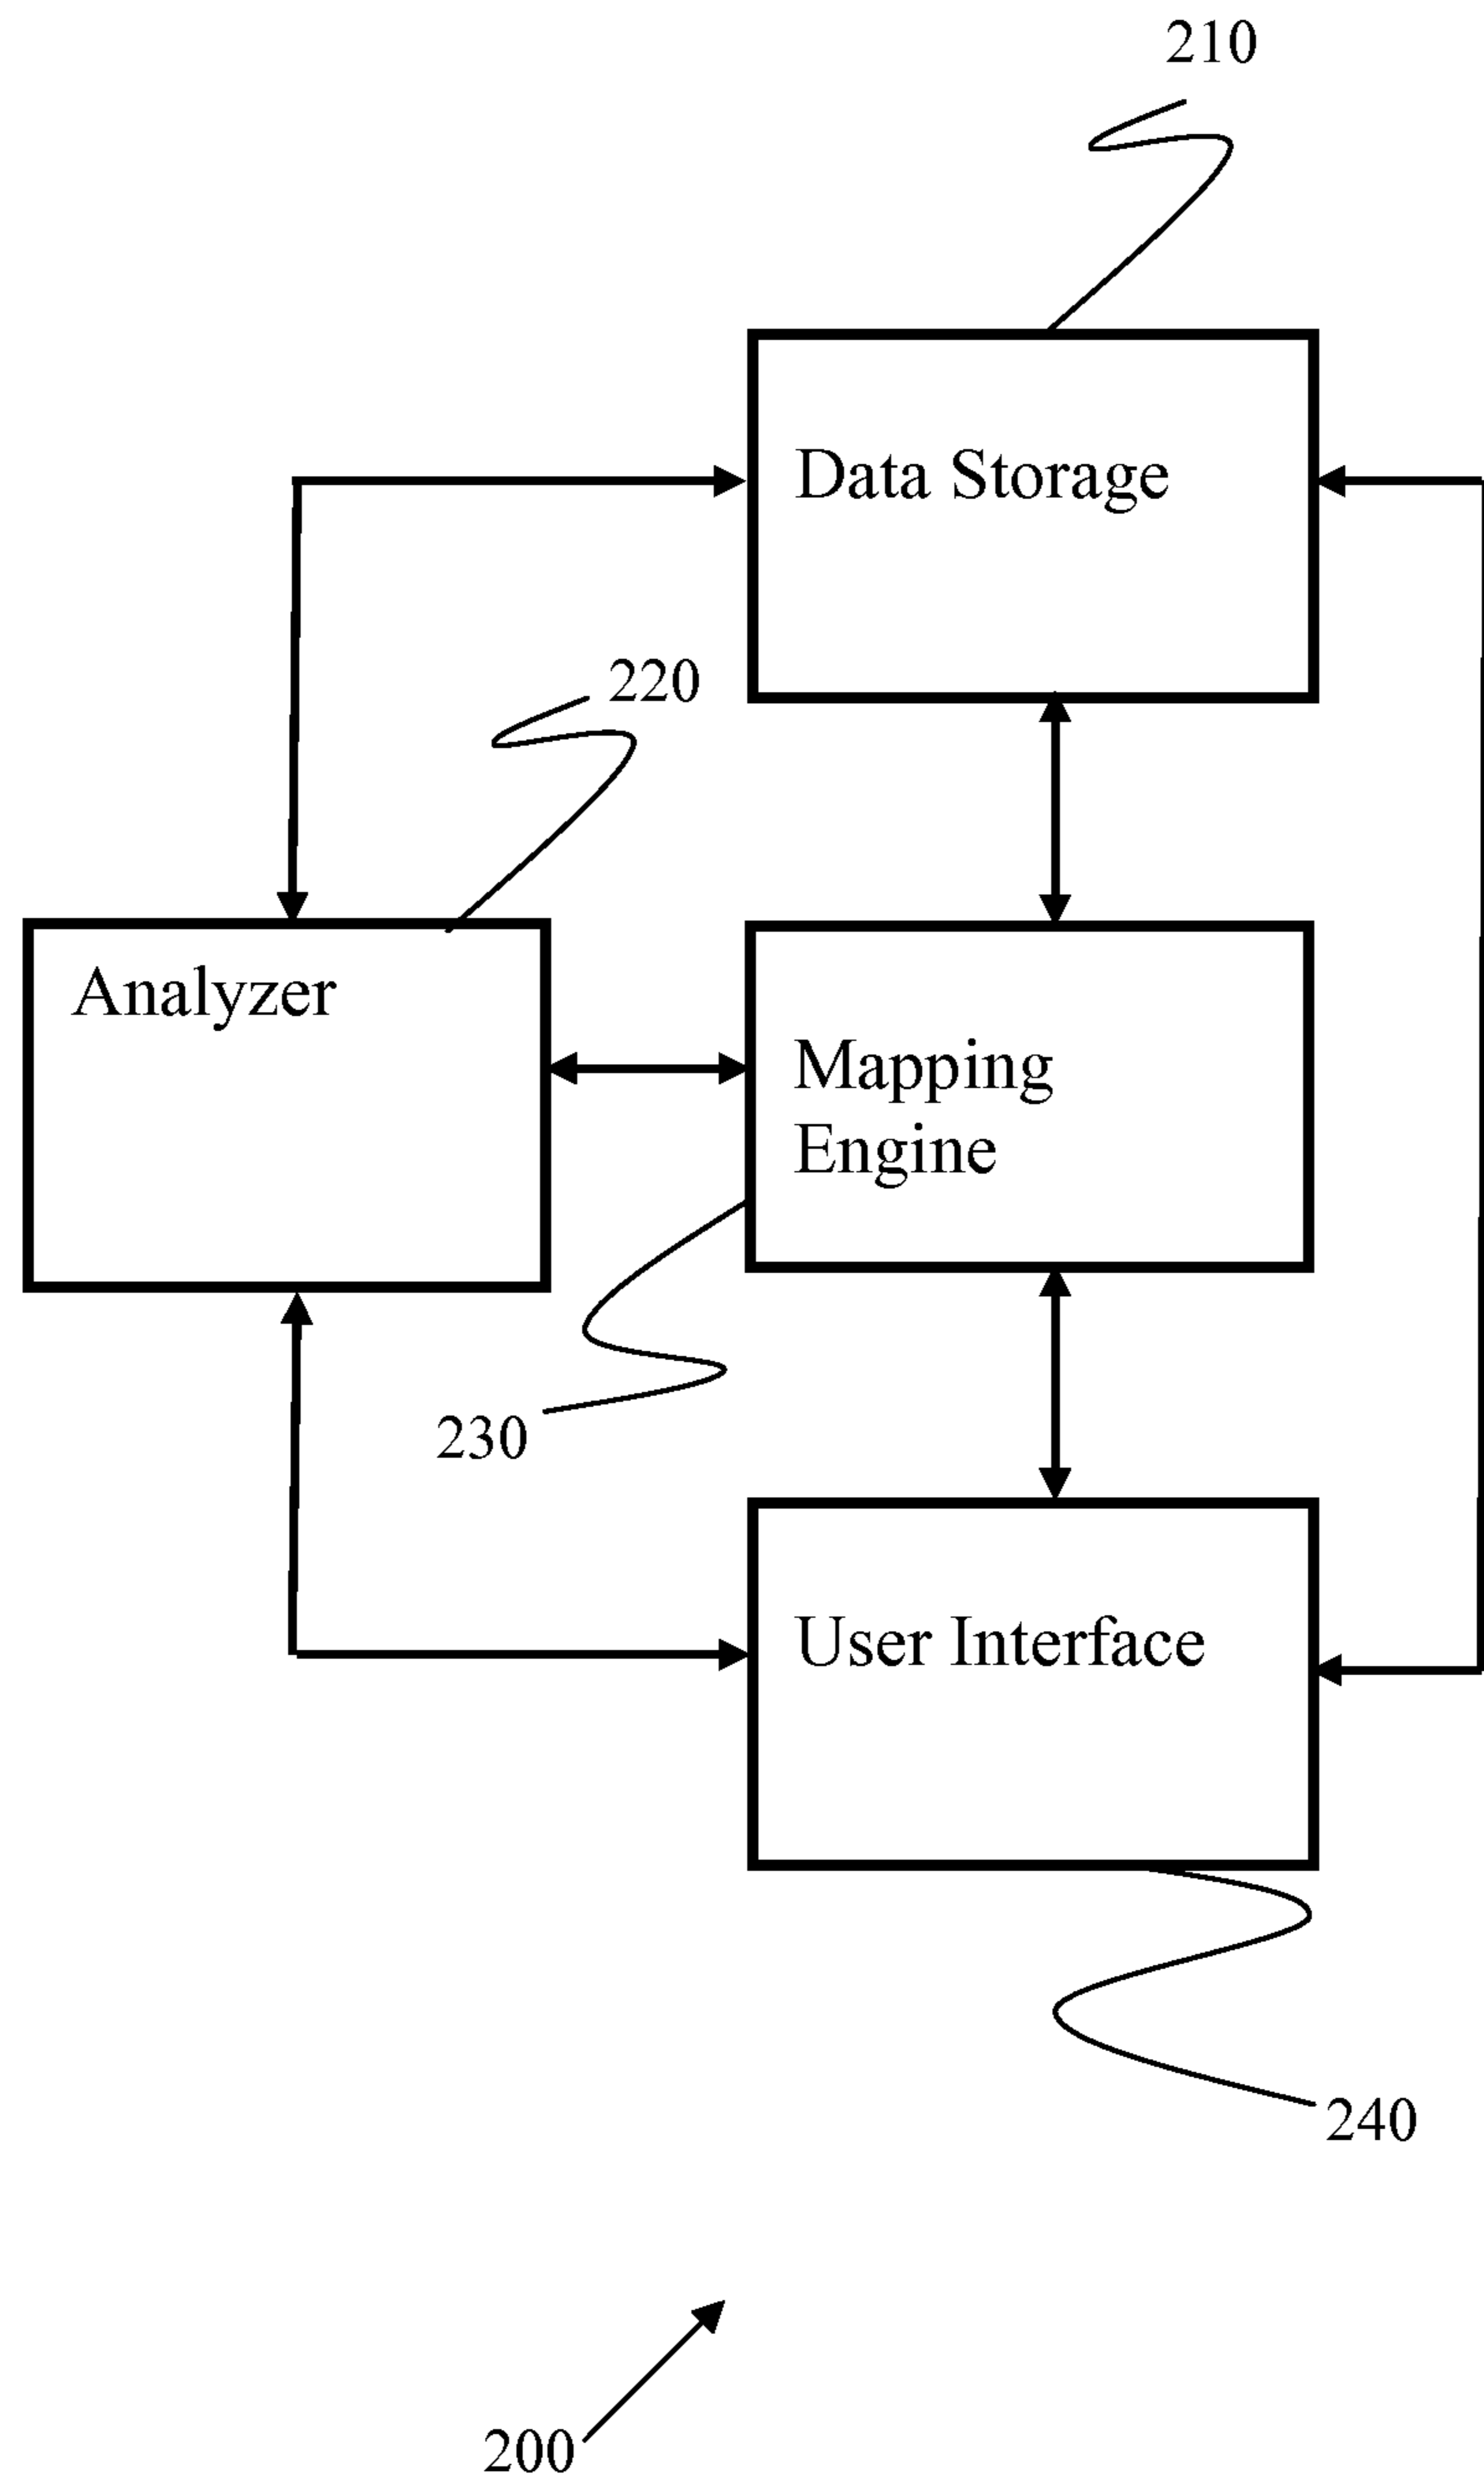 210
Data Storage
220
Analyzer
Mapping
Engine
230
User Interface
240
200